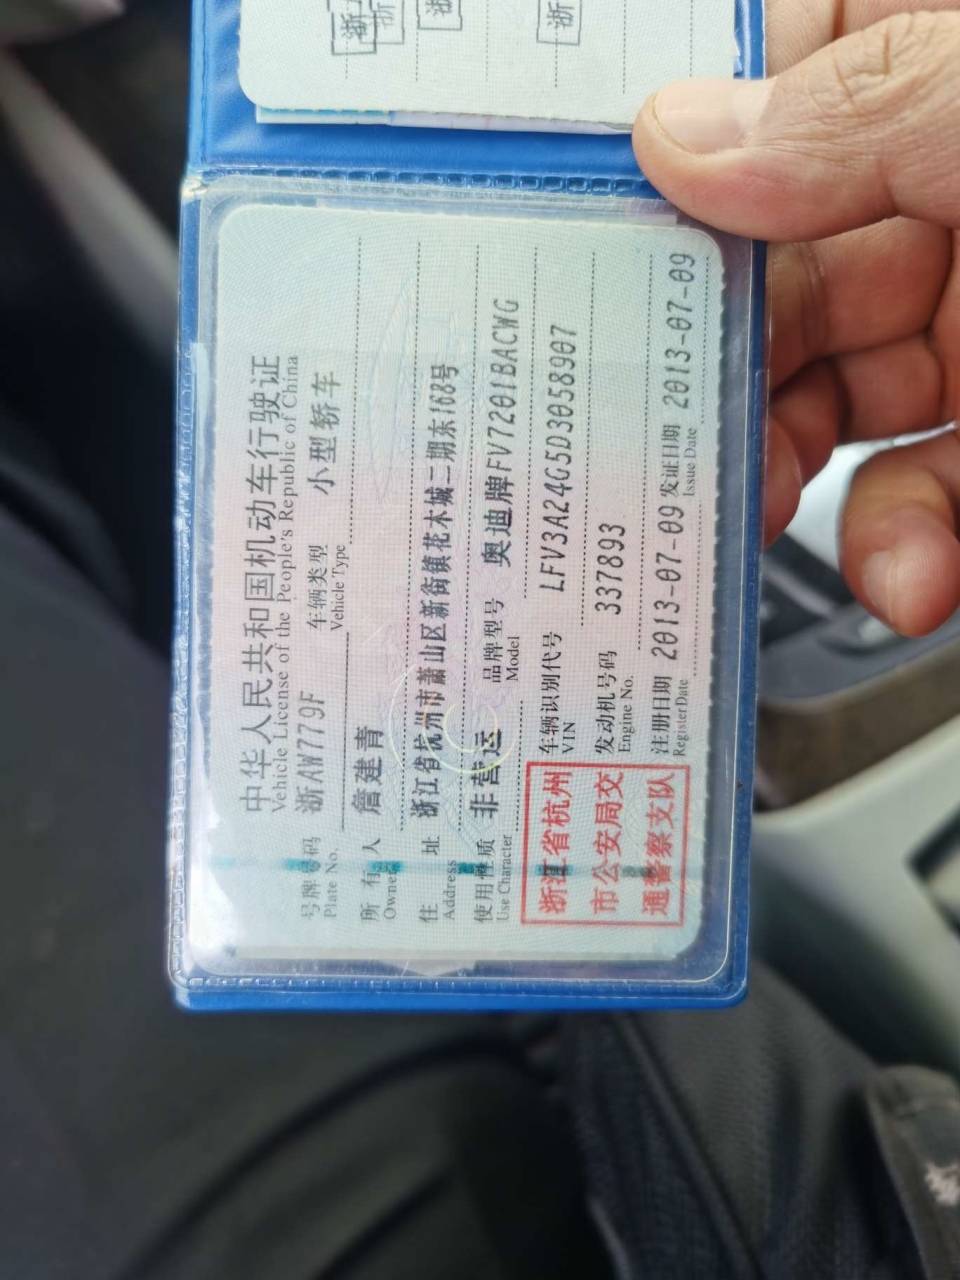 浙
浙
浙
浙
中华人民共和国机动车行驶证
Vehicle License of the People's Republic of China
号牌号码 浙AW779F 车辆类型 小型轿车
Plate No. Vehicle Type
所有人 詹建青
Owner
住址 浙江省杭州市萧山区新街镇花木城二期东168号
Address
使用性质 非营运 品牌型号 奥迪牌FV7201BACWG
Use Character Model
浙江省杭州
市公安局交
通警察支队
车辆识别代号 LFV3A24G5D3058907
VIN
发动机号码 337893
Engine No.
注册日期 2013-07-09 发证日期 2013-07-09
Register Date Issue Date